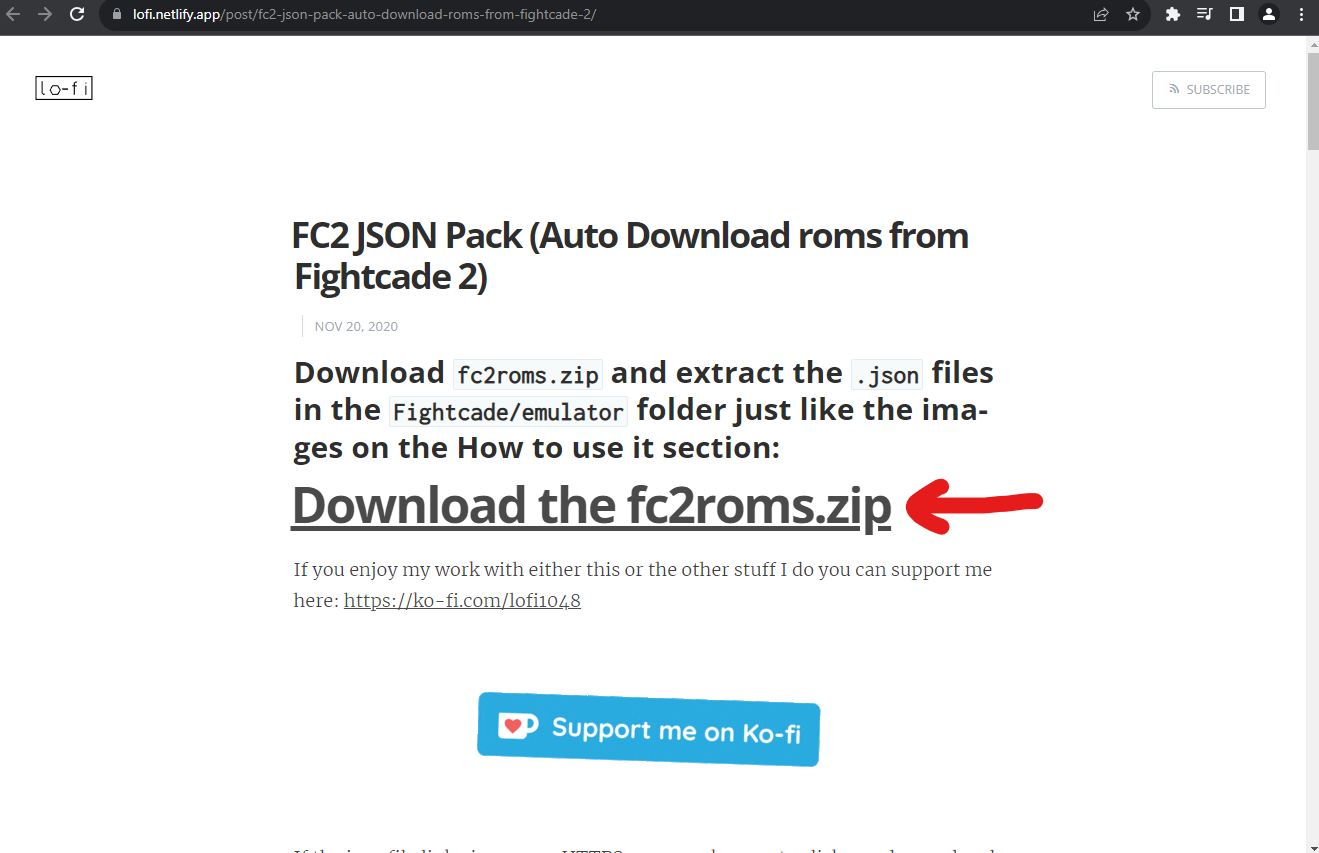 lofi.netlify.app/post/fc2-json-pack-auto-download-roms-from-fightcade-2/
lo-fi
SUBSCRIBE
FC2 JSON Pack (Auto Download roms from
Fightcade 2)
NOV 20, 2020
Download fc2roms.zip and extract the .json files
in the Fightcade/emulator folder just like the ima-
ges on the How to use it section:
Download the fc2roms.zip
If you enjoy my work with either this or the other stuff I do you can support me
here: https://ko-fi.com/lofi1048
Support me on Ko-fi